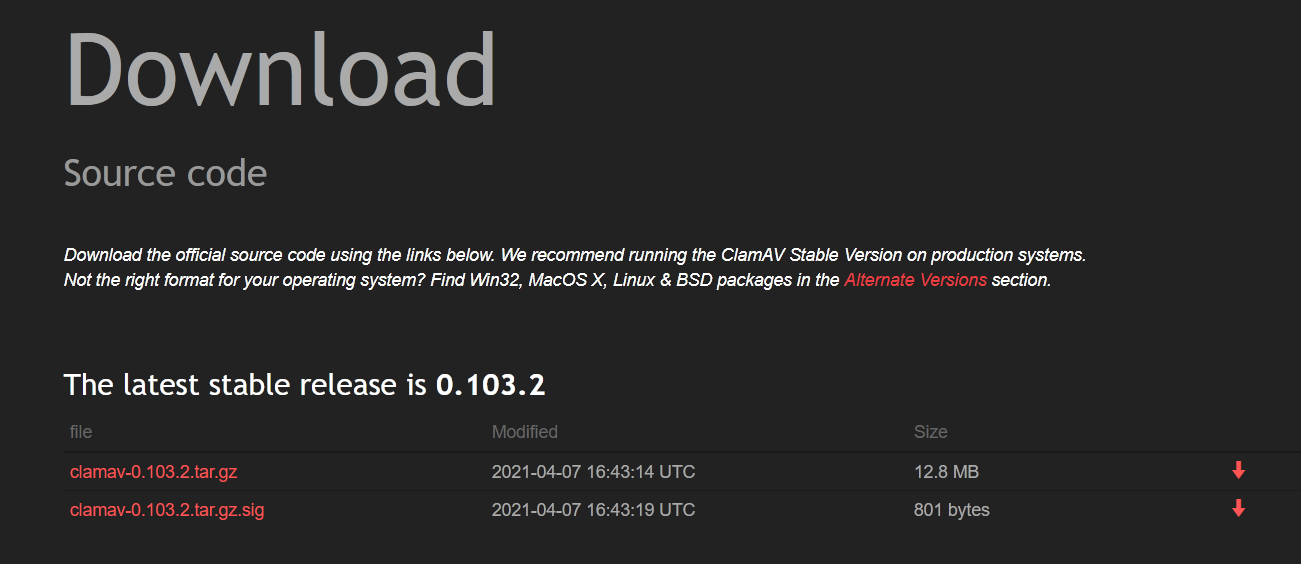 Download
Source code
Download the official source code using the links below. We recommend running the ClamAV Stable Version on production systems.
Not the right format for your operating system? Find Win32, MacOS X, Linux & BSD packages in the Alternate Versions section.
The latest stable release is 0.103.2
file Modified Size
clamav-0.103.2.tar.gz 2021-04-07 16:43:14 UTC 12.8 MB
clamav-0.103.2.tar.gz.sig 2021-04-07 16:43:19 UTC 801 bytes